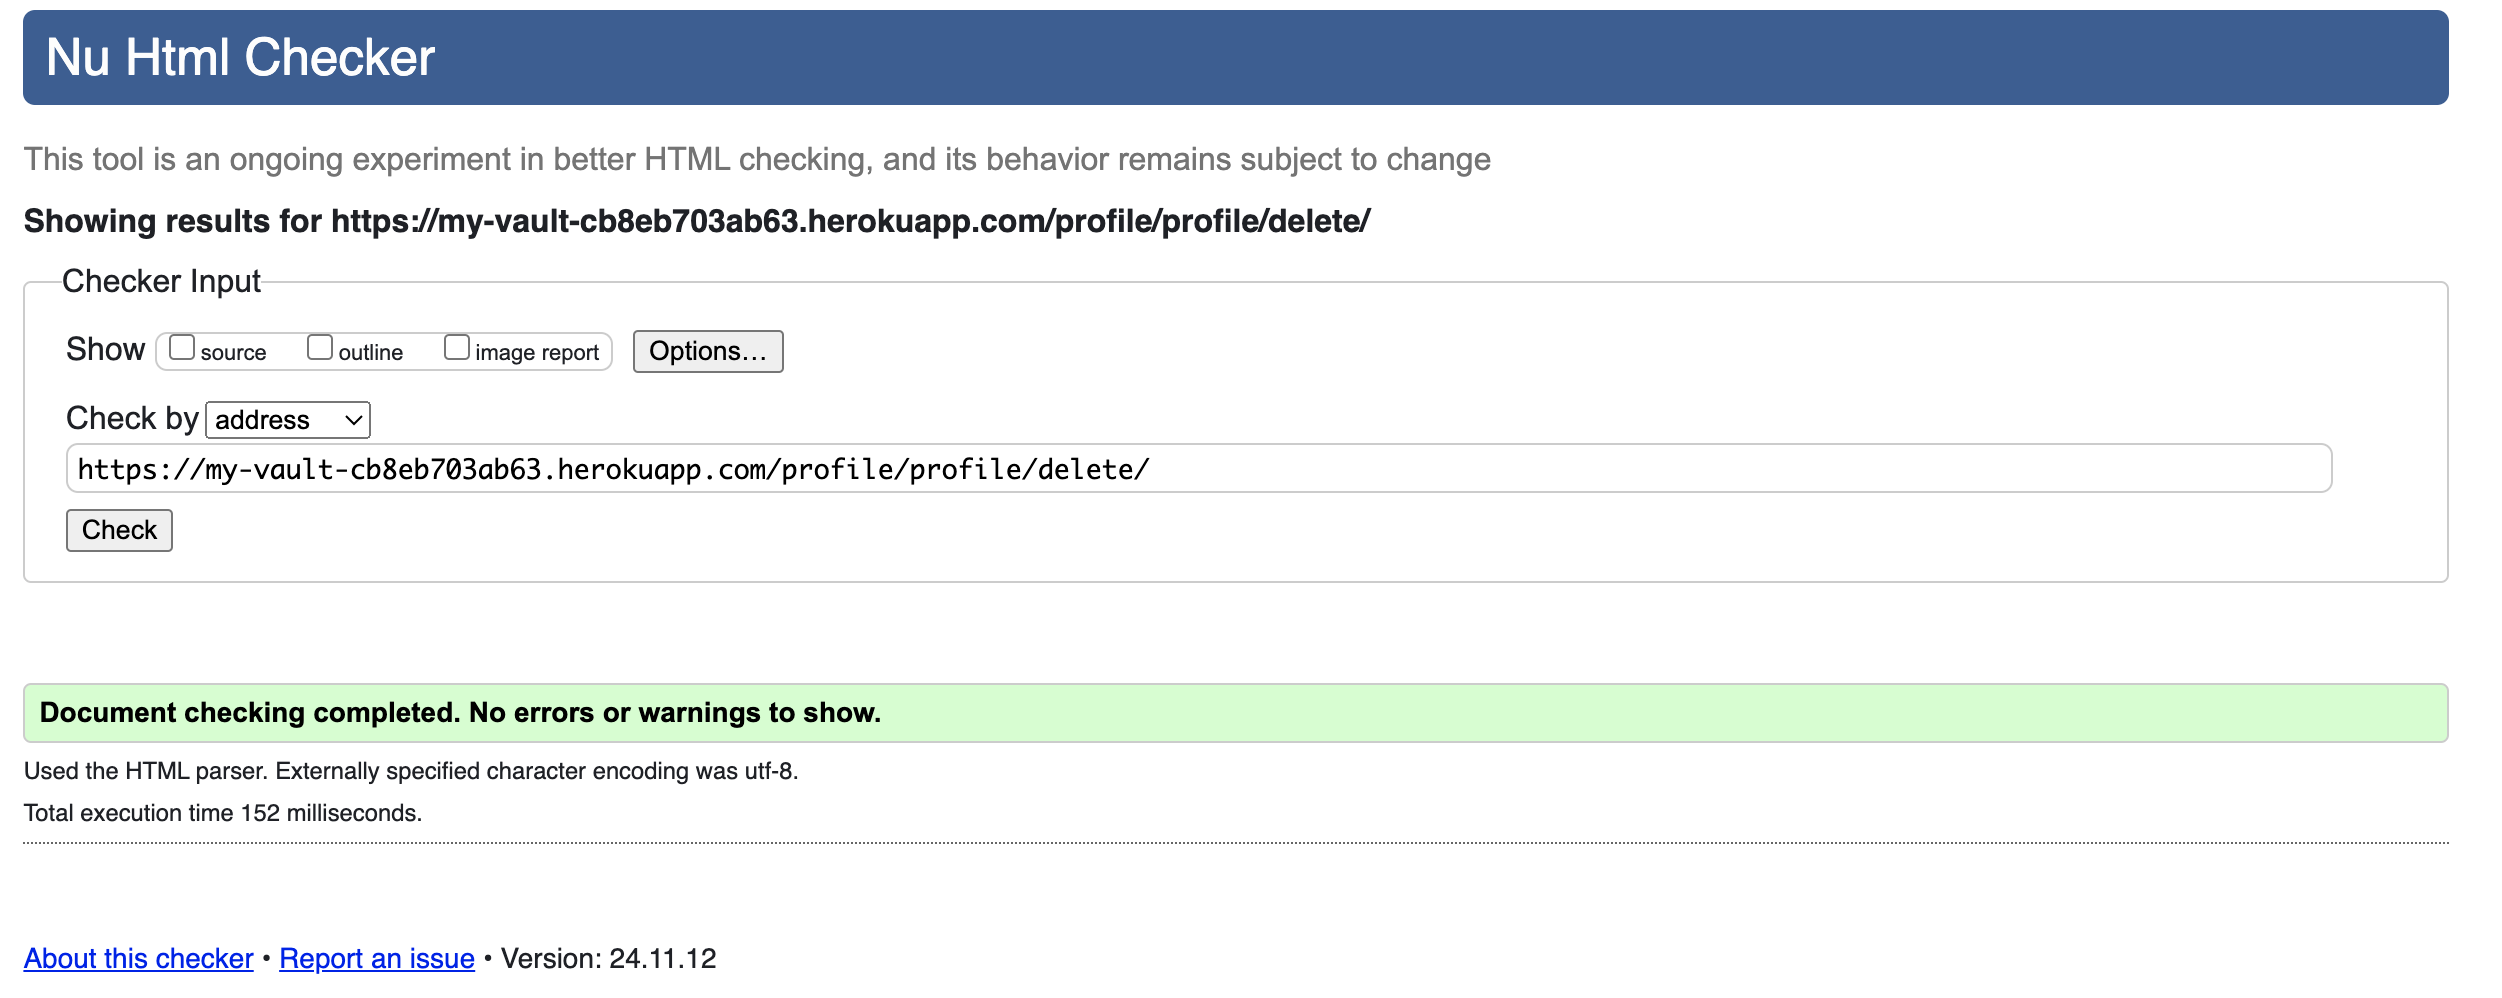 Nu Html Checker
This tool is an ongoing experiment in better HTML checking, and its behavior remains subject to change
Showing results for https://my-vault-cb8eb703ab63.herokuapp.com/profile/profile/delete/
Checker Input
Show source outline image report Options...
Check by address
https://my-vault-cb8eb703ab63.herokuapp.com/profile/profile/delete/
Check
Document checking completed. No errors or warnings to show.
Used the HTML parser. Externally specified character encoding was utf-8.
Total execution time 152 milliseconds.
About this checker • Report an issue • Version: 24.11.12